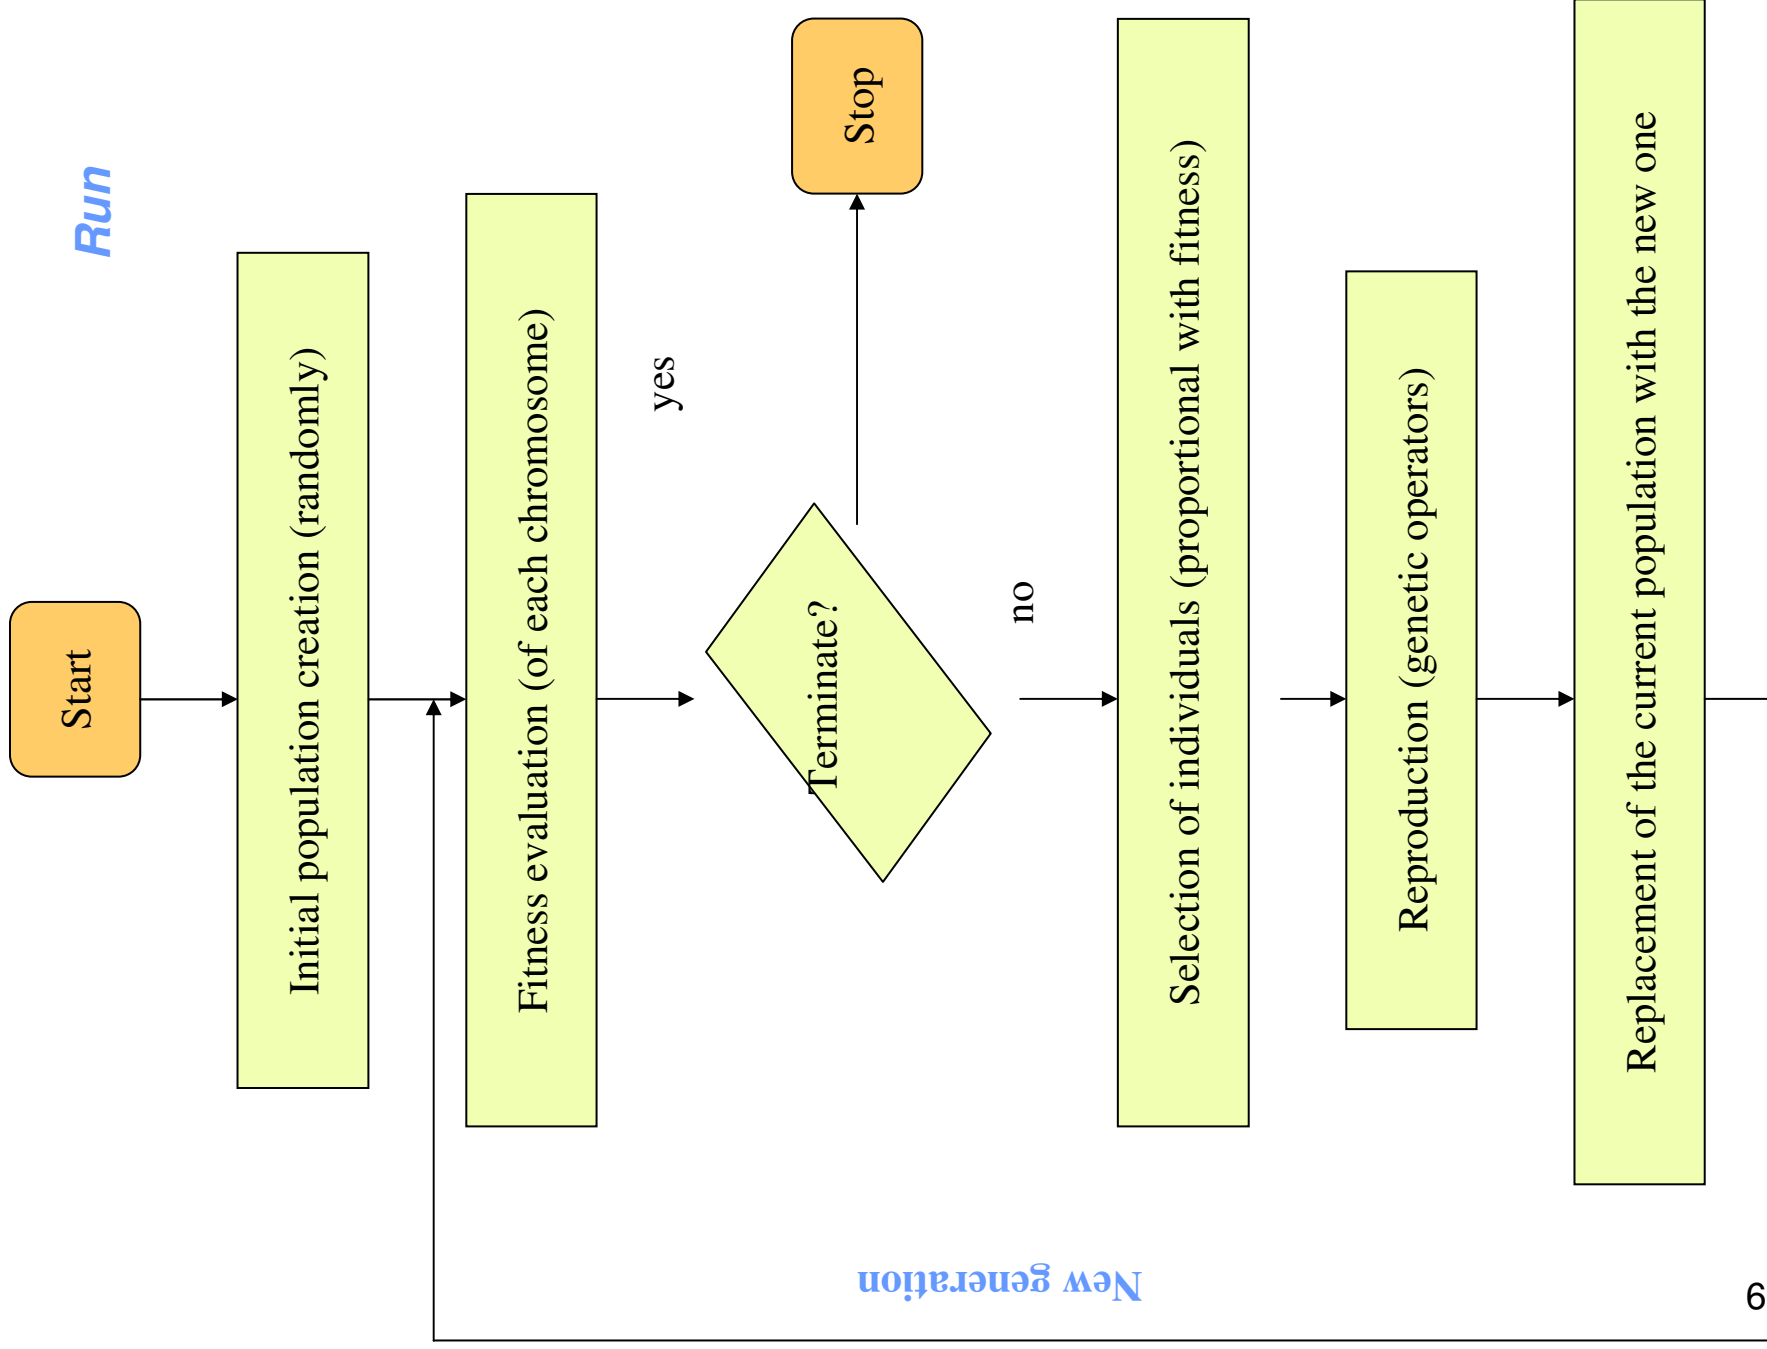 Run
Start
Initial population creation (randomly)
Fitness evaluation (of each chromosome)
yes
Terminate?
Stop
no
Selection of individuals (proportional with fitness)
Reproduction (genetic operators)
Replacement of the current population with the new one
New generation
6